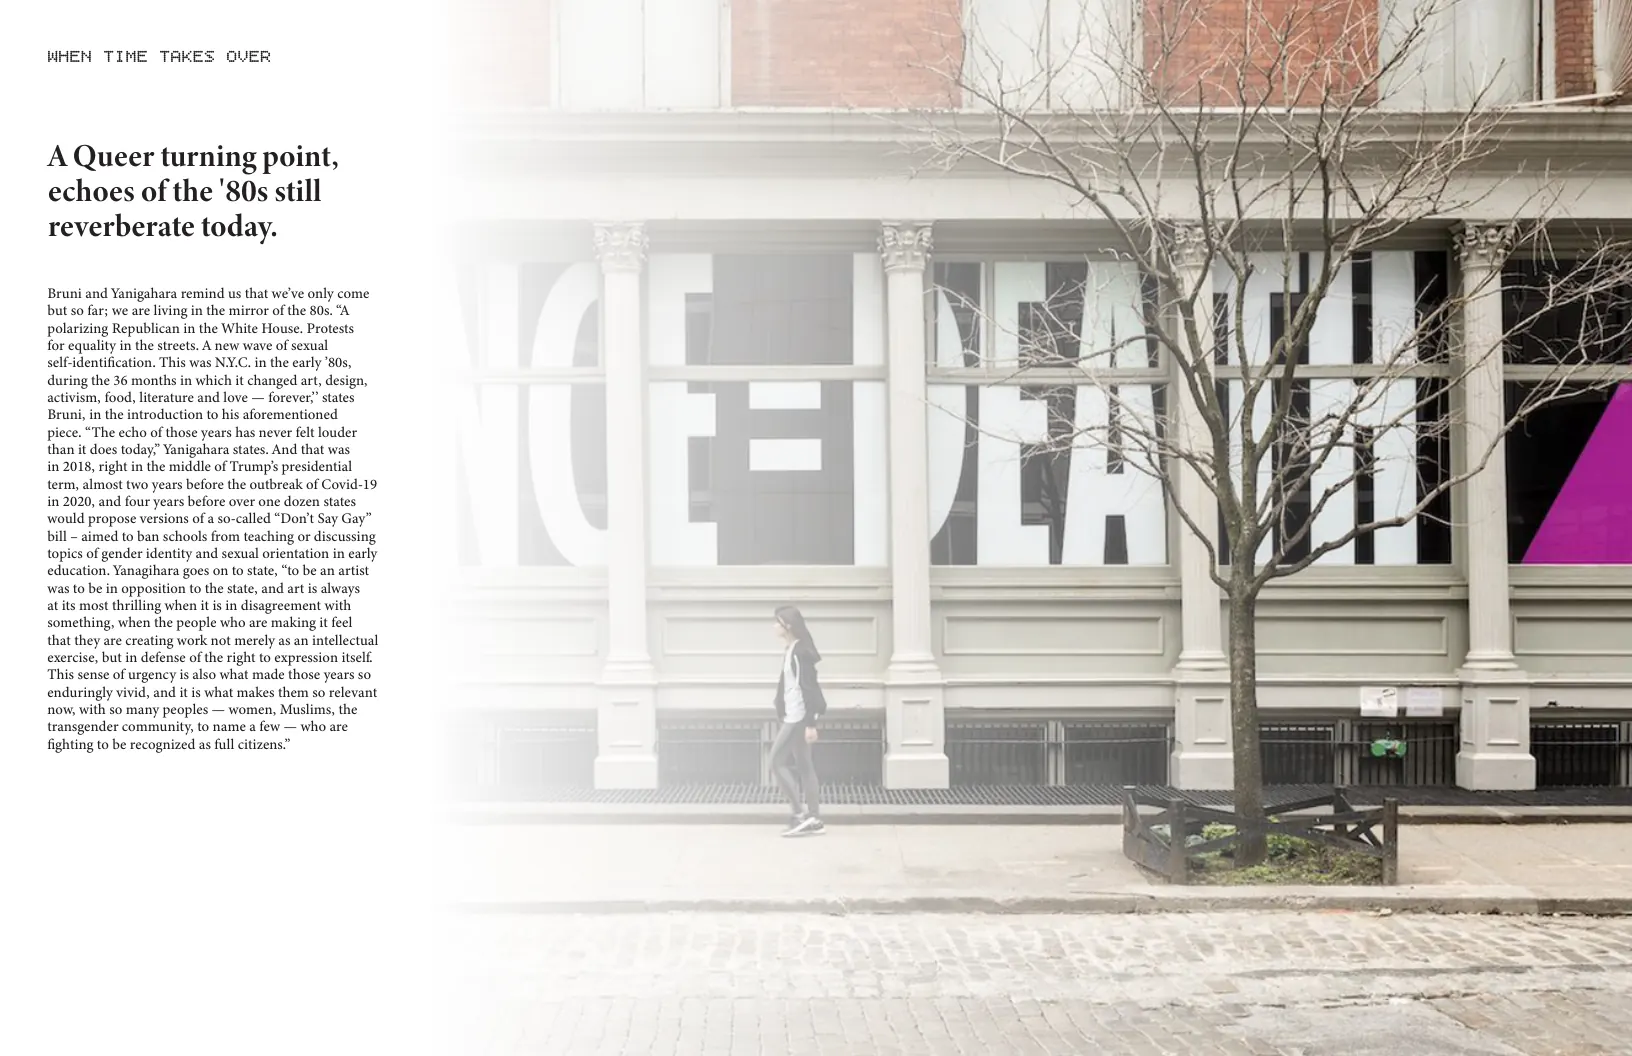 WHEN TIME TAKES OVER
A Queer turning point,
echoes of the '80s still
reverberate today.
Bruni and Yanigahara remind us that we’ve only come
but so far; we are living in the mirror of the 80s. “A
polarizing Republican in the White House. Protests
for equality in the streets. A new wave of sexual
self-identification. This was N.Y.C. in the early ’80s,
during the 36 months in which it changed art, design,
activism, food, literature and love — forever,’’ states
Bruni, in the introduction to his aforementioned
piece. “The echo of those years has never felt louder
than it does today,” Yanigahara states. And that was
in 2018, right in the middle of Trump’s presidential
term, almost two years before the outbreak of Covid-19
in 2020, and four years before over one dozen states
would propose versions of a so-called “Don’t Say Gay”
bill – aimed to ban schools from teaching or discussing
topics of gender identity and sexual orientation in early
education. Yanagihara goes on to state, “to be an artist
was to be in opposition to the state, and art is always
at its most thrilling when it is in disagreement with
something, when the people who are making it feel
that they are creating work not merely as an intellectual
exercise, but in defense of the right to expression itself.
This sense of urgency is also what made those years so
enduringly vivid, and it is what makes them so relevant
now, with so many peoples — women, Muslims, the
transgender community, to name a few — who are
fighting to be recognized as full citizens.”
NCE=DEATH